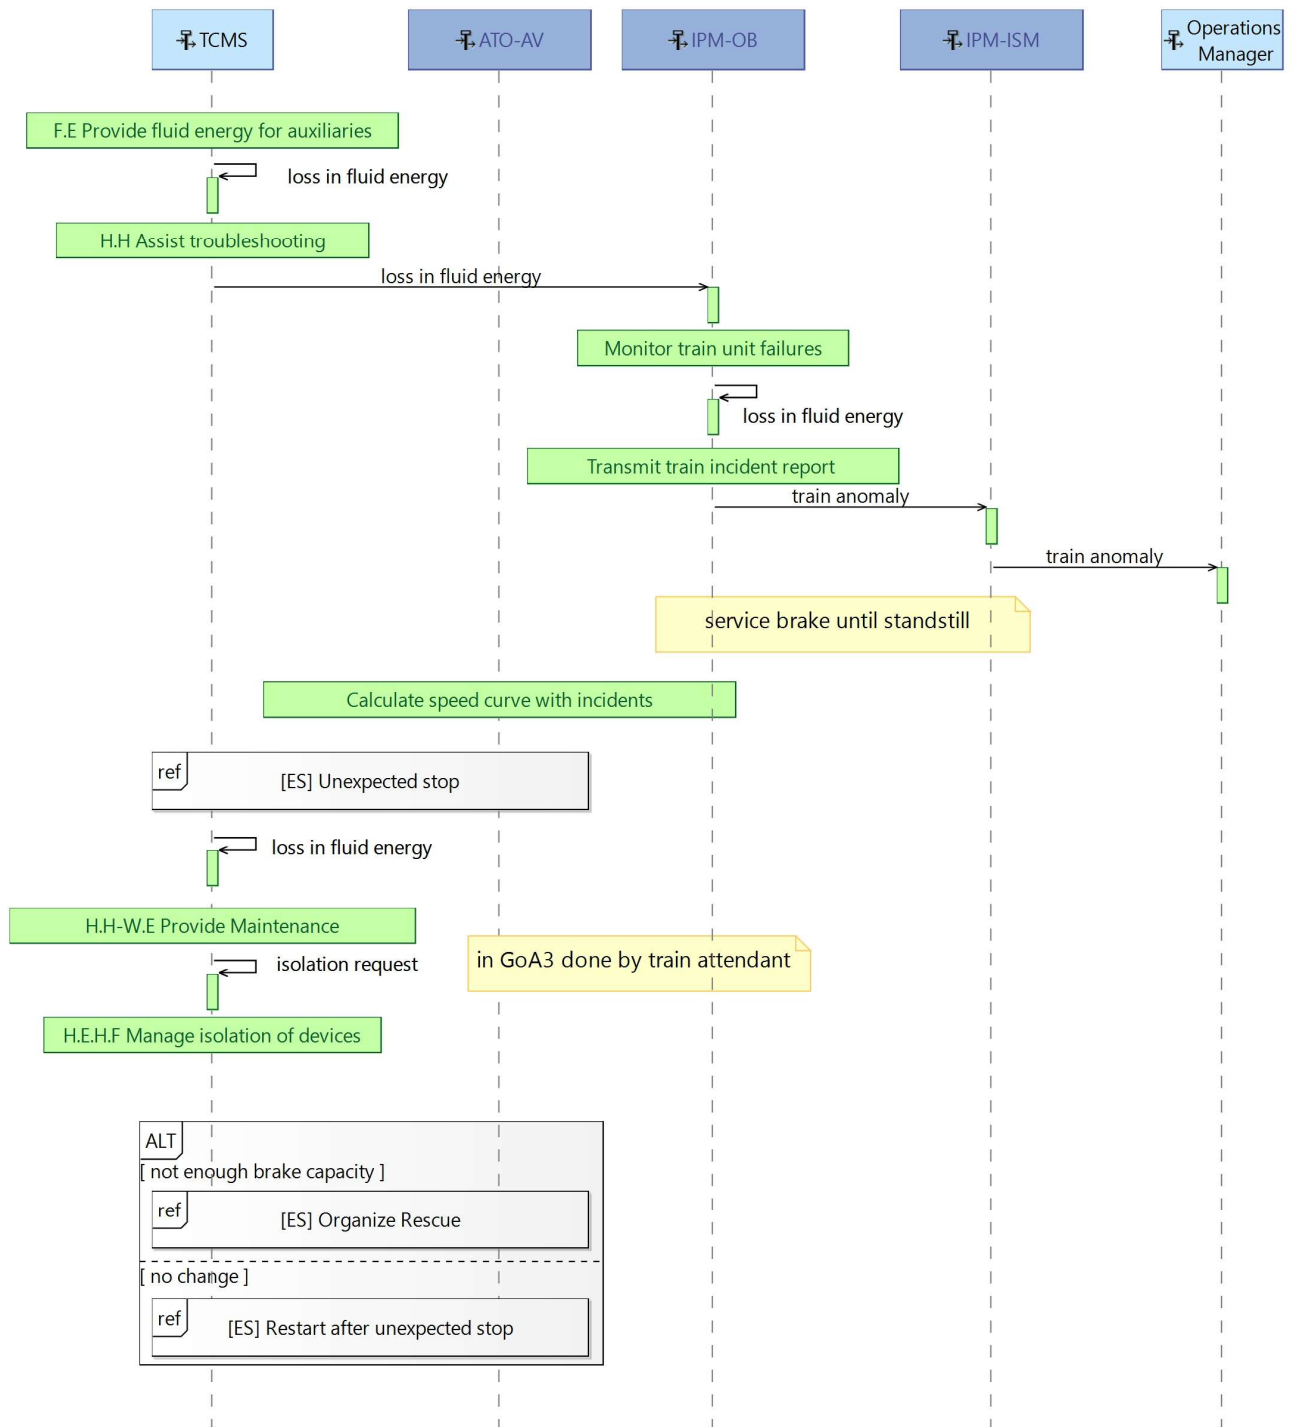 TCMS
ATO-AV
IPM-OB
IPM-ISM
Operations
Manager
F.E Provide fluid energy for auxiliaries
loss in fluid energy
H.H Assist troubleshooting
loss in fluid energy
Monitor train unit failures
loss in fluid energy
Transmit train incident report
train anomaly
train anomaly
service brake until standstill
Calculate speed curve with incidents
ref
[ES] Unexpected stop
loss in fluid energy
H.H-W.E Provide Maintenance
in GoA3 done by train attendant
isolation request
H.E.H.F Manage isolation of devices
ALT
[ not enough brake capacity ]
ref
[ES] Organize Rescue
[ no change ]
ref
[ES] Restart after unexpected stop